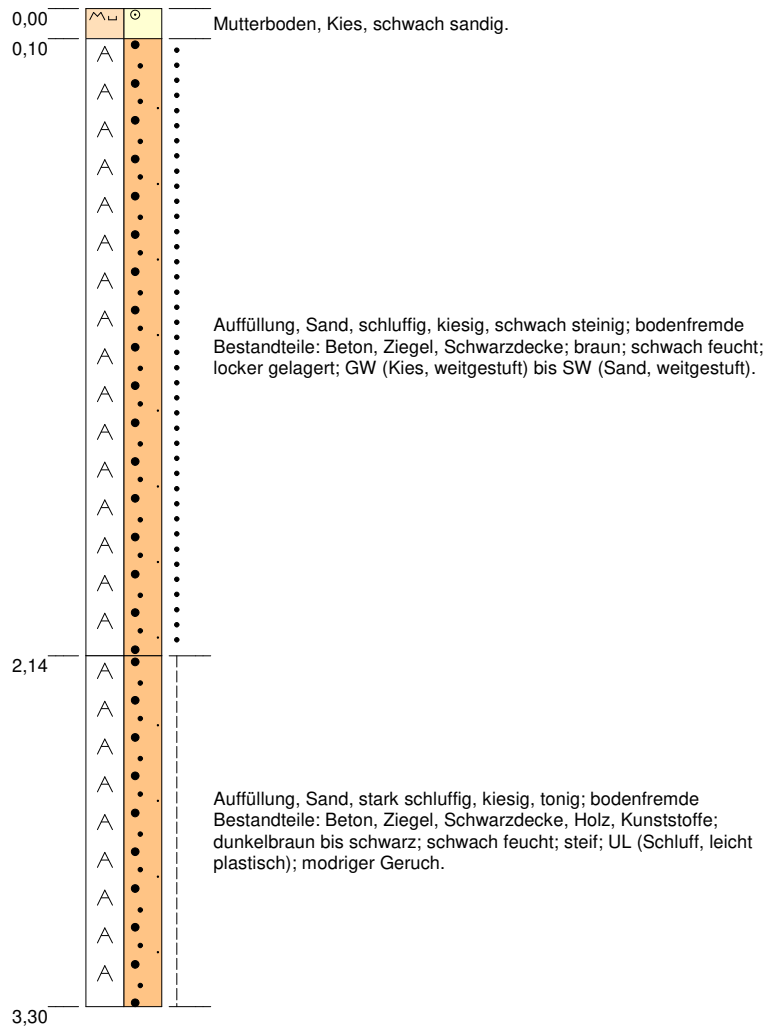 0,00
Mu
Mutterboden, Kies, schwach sandig.
0,10
A
A
A
A
A
A
A
A
Auffüllung, Sand, schluffig, kiesig, schwach steinig; bodenfremde
Bestandteile: Beton, Ziegel, Schwarzdecke; braun; schwach feucht;
locker gelagert; GW (Kies, weitgestuft) bis SW (Sand, weitgestuft).
A
A
A
A
A
A
A
A
2,14
A
A
A
A
Auffüllung, Sand, stark schluffig, kiesig, tonig; bodenfremde
Bestandteile: Beton, Ziegel, Schwarzdecke, Holz, Kunststoffe;
dunkelbraun bis schwarz; schwach feucht; steif; UL (Schluff, leicht
plastisch); modriger Geruch.
A
A
A
A
A
3,30